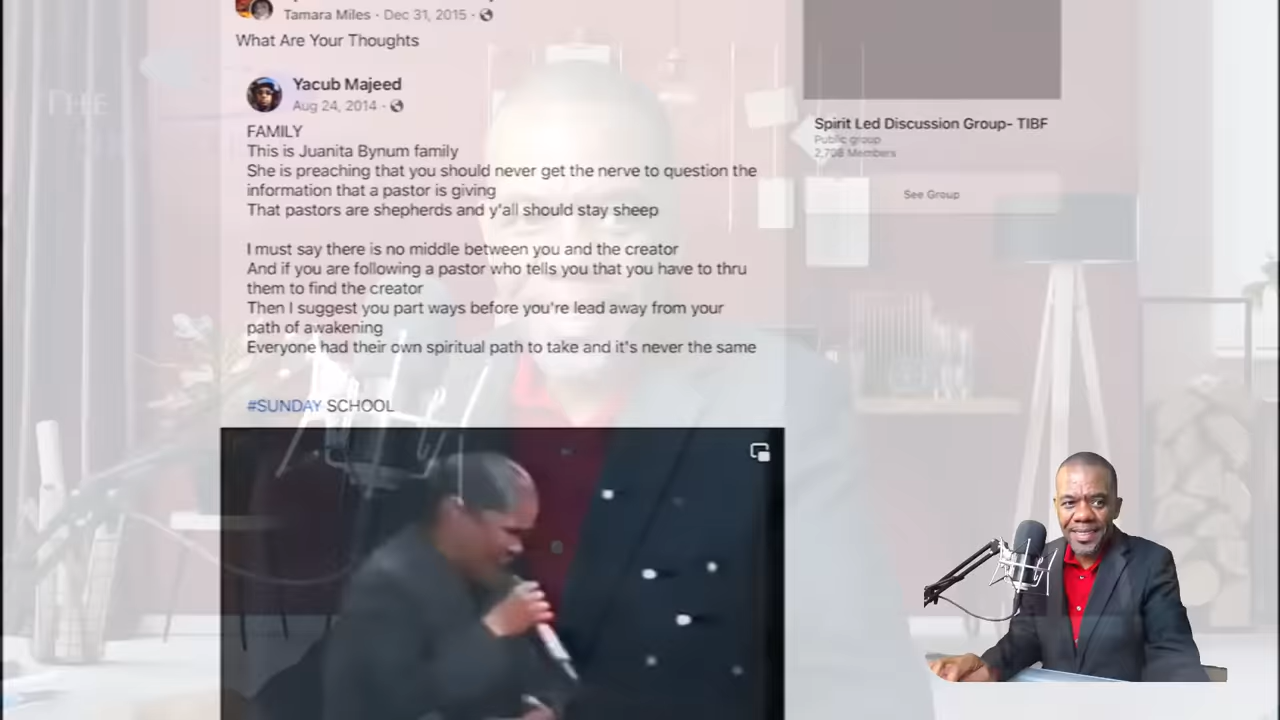 Tamara Miles · Dec 31, 2015 ·
What Are Your Thoughts
Yacub Majeed
Aug 24, 2014 ·
FAMILY
This is Juanita Bynum family
She is preaching that you should never get the nerve to question the
information that a pastor is giving
That pastors are shepherds and y'all should stay sheep
I must say there is no middle between you and the creator
And if you are following a pastor who tells you that you have to thru
them to find the creator
Then I suggest you part ways before you're lead away from your
path of awakening
Everyone had their own spiritual path to take and it's never the same
#SUNDAY SCHOOL
Spirit Led Discussion Group- TIBF
Public group
2,798 Members
See Group
THE